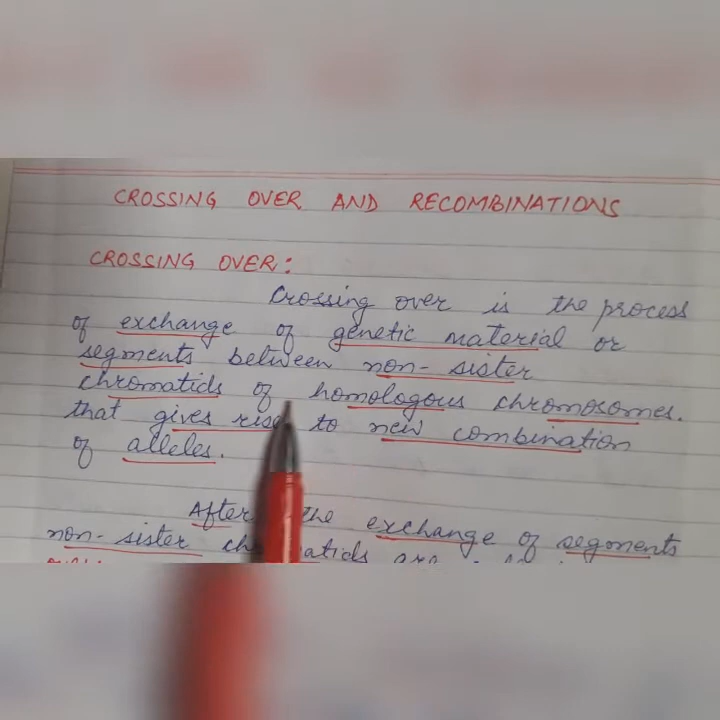 CROSSING OVER AND RECOMBINATIONS
CROSSING OVER:
Crossing over is the process
of exchange of genetic material or
segments between non-sister
chromatids of homologous chromosomes.
that gives rise to new combination
of alleles.
After the exchange of segments
non-sister chromatids are